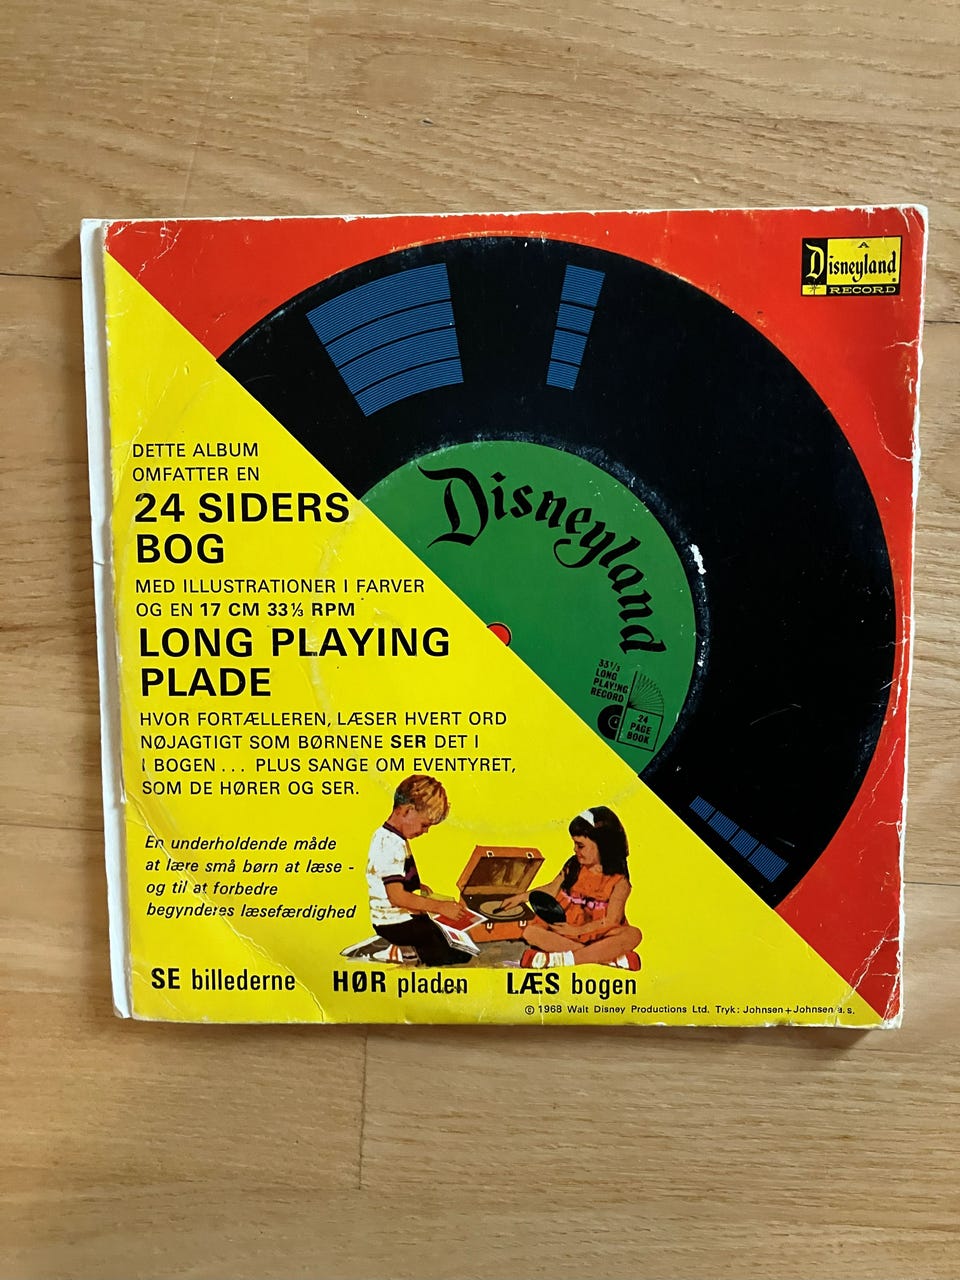 A
Disneyland
RECORD
DETTE ALBUM
OMFATTER EN
24 SIDERS
BOG
MED ILLUSTRATIONER I FARVER
OG EN 17 CM 33⅓ RPM
LONG PLAYING
PLADE
HVOR FORTÆLLEREN, LÆSER HVERT ORD
NØJAGTIGT SOM BØRNENE SER DET I
I BOGEN... PLUS SANGE OM EVENTYRET,
SOM DE HØRER OG SER.
Disneyland
33⅓
LONG
PLAYING
RECORD
24
PAGE
BOOK
En underholdende måde
at lære små børn at læse -
og til at forbedre
begynderes læsefærdighed
SE billederne HØR pladen LÆS bogen
© 1968 Walt Disney Productions Ltd. Tryk: Johnsen+Johnsen a.s.